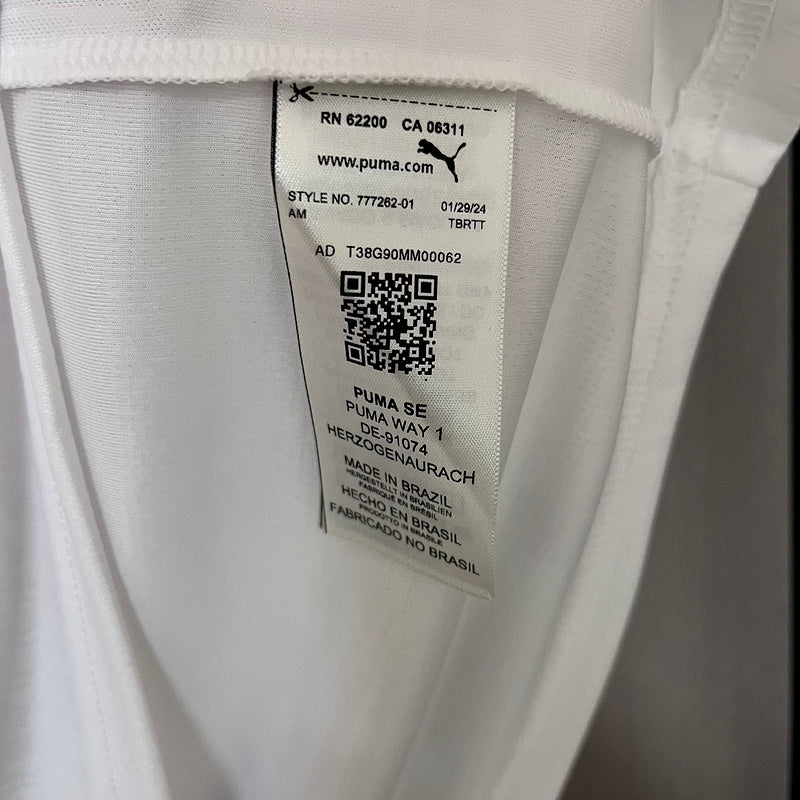 RN 62200 CA 06311
www.puma.com
STYLE NO. 777262-01 01/29/24
AM TBRTT
AD T38G90MM00062
PUMA SE
PUMA WAY 1
DE-91074
HERZOGENAURACH
MADE IN BRAZIL
HERGESTELLT IN BRASILIEN
FABRIQUÉ EN BRÉSIL
HECHO EN BRASIL
PRODOTTO IN BRASILE
FABRICADO NO BRASIL